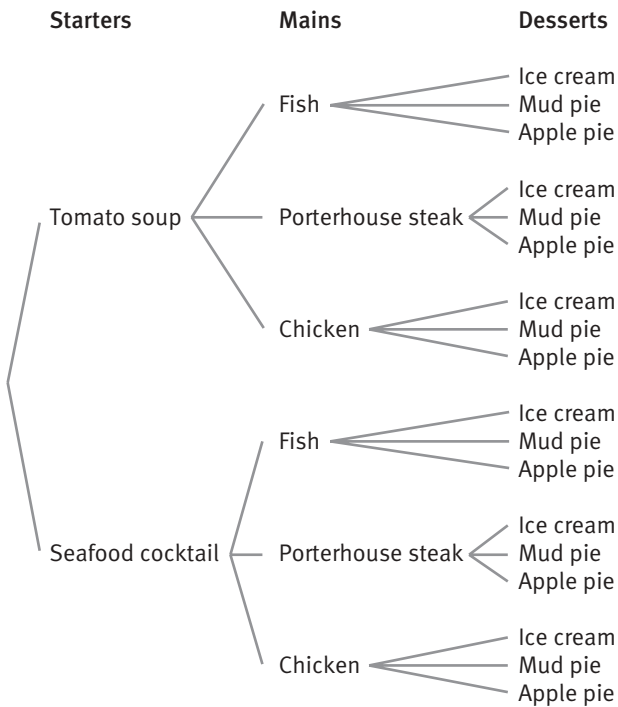 Starters Mains Desserts
Ice cream
Fish Mud pie
Apple pie
Ice cream
Tomato soup Porterhouse steak Mud pie
Apple pie
Ice cream
Chicken Mud pie
Apple pie
Ice cream
Fish Mud pie
Apple pie
Ice cream
Seafood cocktail Porterhouse steak Mud pie
Apple pie
Ice cream
Chicken Mud pie
Apple pie